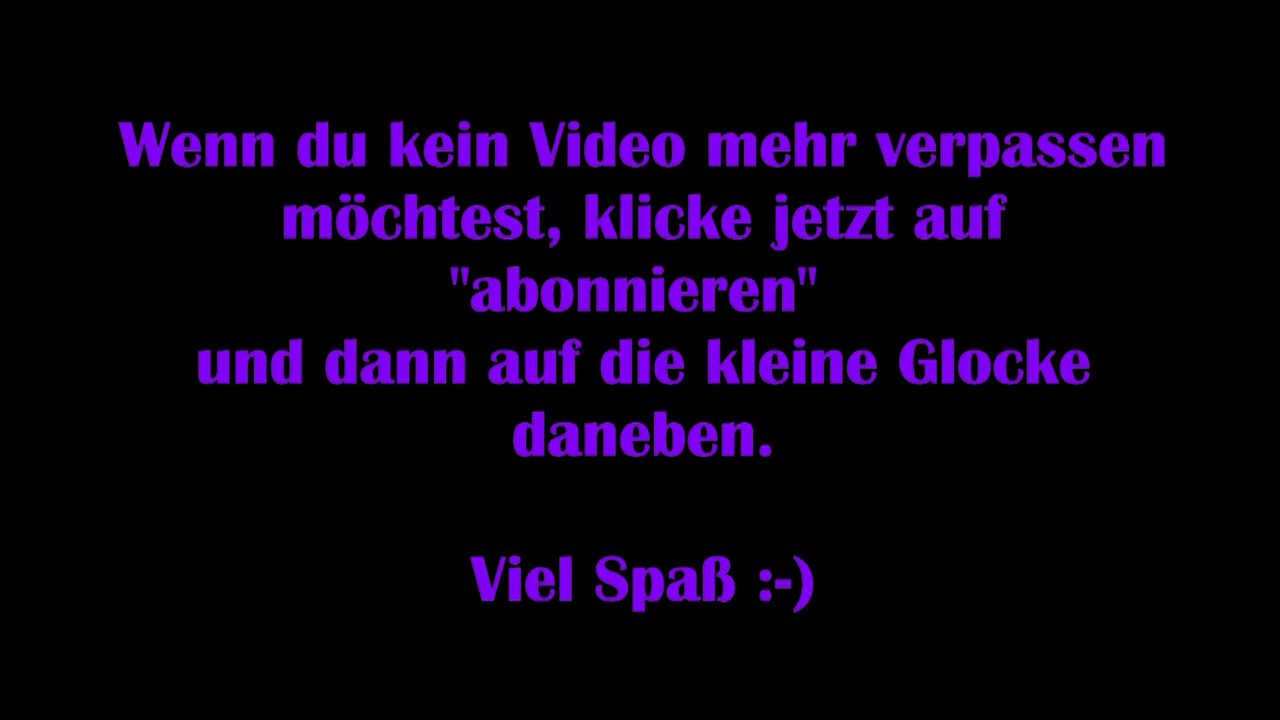 Wenn du kein Video mehr verpassen
möchtest, klicke jetzt auf
"abonnieren"
und dann auf die kleine Glocke
daneben.
Viel Spaß :-)